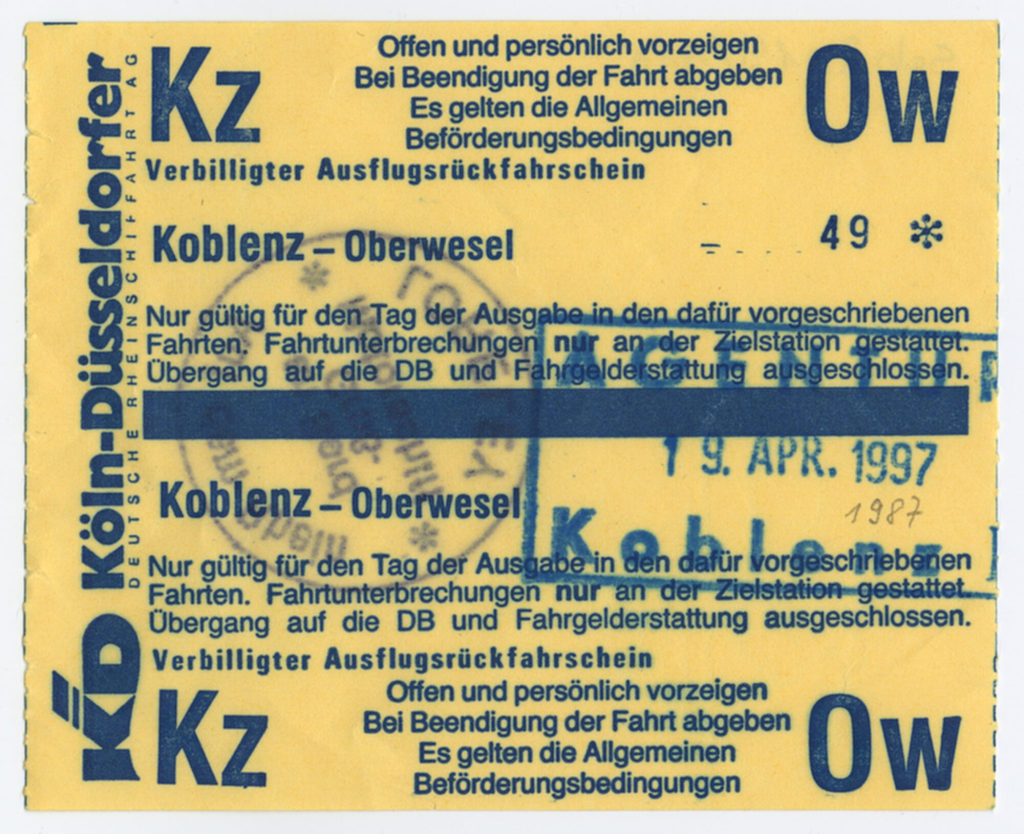 Kz
Offen und persönlich vorzeigen
Bei Beendigung der Fahrt abgeben
Es gelten die Allgemeinen
Beförderungsbedingungen
Ow
Verbilligter Ausflugsrückfahrschein
Koblenz – Oberwesel
49 *
Nur gültig für den Tag der Ausgabe in den dafür vorgeschriebenen
Fahrten. Fahrtunterbrechungen nur an der Zielstation gestattet.
Übergang auf die DB und Fahrgelderstattung ausgeschlossen.
AGENTUR
19. APR. 1997
1987
Koblenz
Koblenz – Oberwesel
Nur gültig für den Tag der Ausgabe in den dafür vorgeschriebenen
Fahrten. Fahrtunterbrechungen nur an der Zielstation gestattet.
Übergang auf die DB und Fahrgelderstattung ausgeschlossen.
Verbilligter Ausflugsrückfahrschein
Kz
Offen und persönlich vorzeigen
Bei Beendigung der Fahrt abgeben
Es gelten die Allgemeinen
Beförderungsbedingungen
Ow
KD Köln-Düsseldorfer
DEUTSCHE RHEINSCHIFFAHRT AG